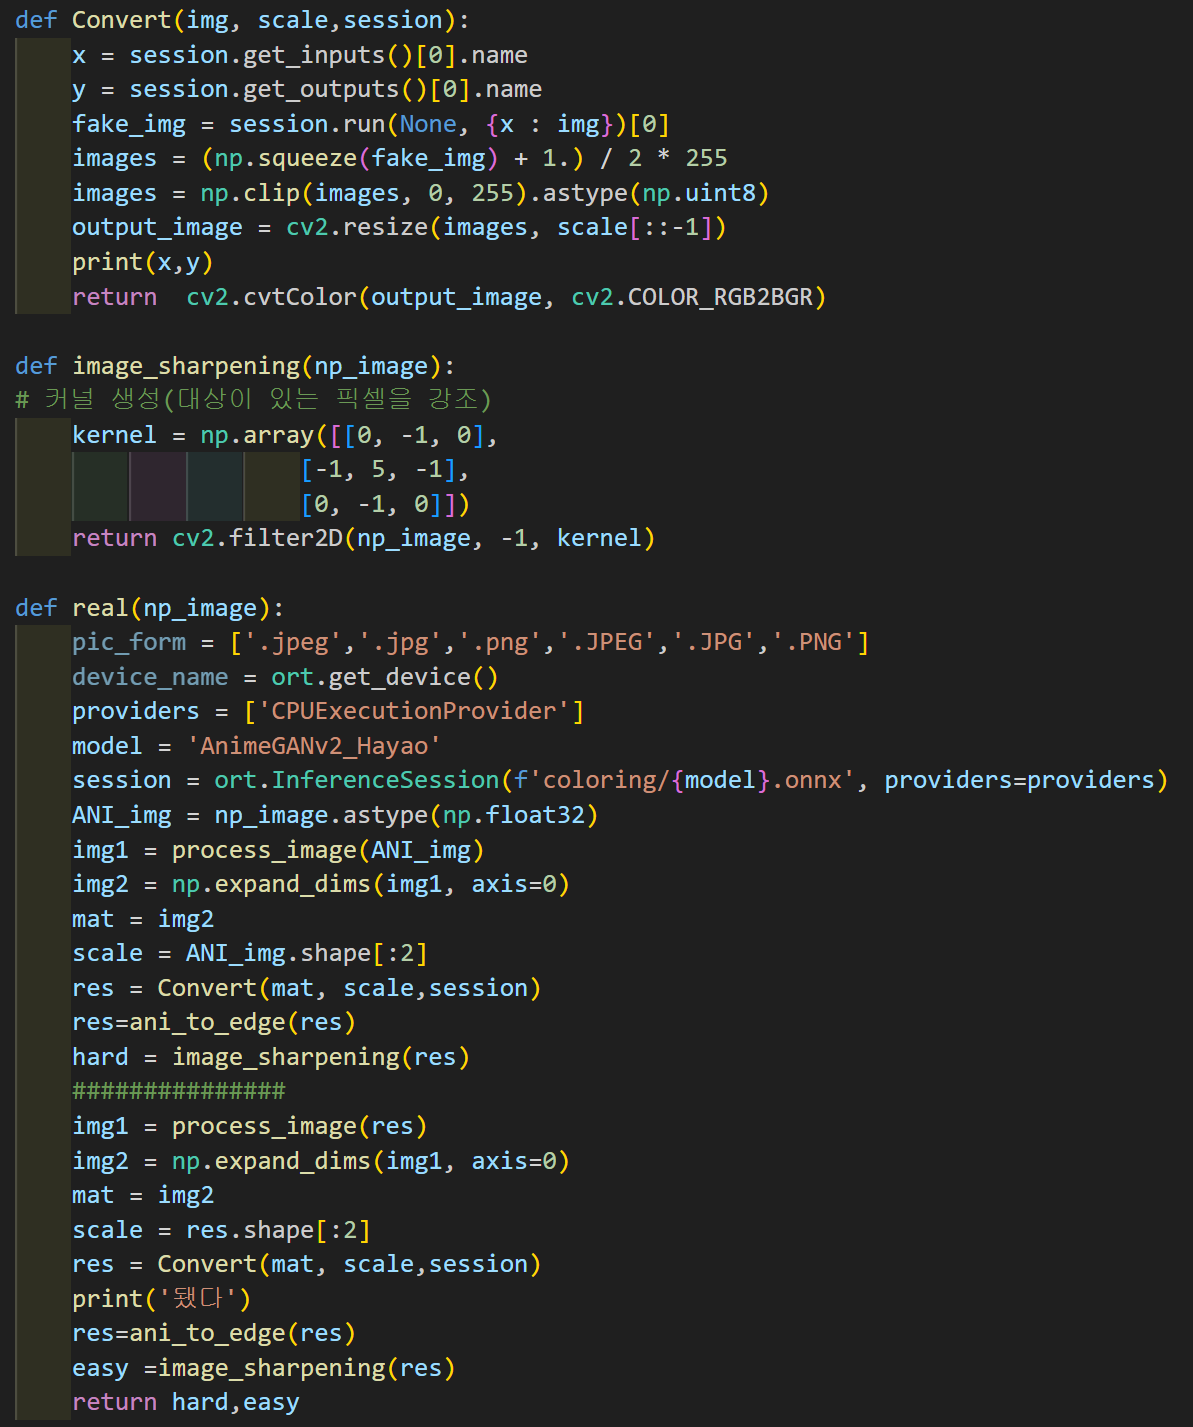 def Convert(img, scale,session):
    x = session.get_inputs()[0].name
    y = session.get_outputs()[0].name
    fake_img = session.run(None, {x : img})[0]
    images = (np.squeeze(fake_img) + 1.) / 2 * 255
    images = np.clip(images, 0, 255).astype(np.uint8)
    output_image = cv2.resize(images, scale[::-1])
    print(x,y)
    return  cv2.cvtColor(output_image, cv2.COLOR_RGB2BGR)

def image_sharpening(np_image):
# 커널 생성(대상이 있는 픽셀을 강조)
    kernel = np.array([[0, -1, 0],
                    [-1, 5, -1],
                    [0, -1, 0]])
    return cv2.filter2D(np_image, -1, kernel)

def real(np_image):
    pic_form = ['.jpeg','.jpg','.png','.JPEG','.JPG','.PNG']
    device_name = ort.get_device()
    providers = ['CPUExecutionProvider']
    model = 'AnimeGANv2_Hayao'
    session = ort.InferenceSession(f'coloring/{model}.onnx', providers=providers)
    ANI_img = np_image.astype(np.float32)
    img1 = process_image(ANI_img)
    img2 = np.expand_dims(img1, axis=0)
    mat = img2
    scale = ANI_img.shape[:2]
    res = Convert(mat, scale,session)
    res=ani_to_edge(res)
    hard = image_sharpening(res)
    ###############
    img1 = process_image(res)
    img2 = np.expand_dims(img1, axis=0)
    mat = img2
    scale = res.shape[:2]
    res = Convert(mat, scale,session)
    print('됐다')
    res=ani_to_edge(res)
    easy =image_sharpening(res)
    return hard,easy